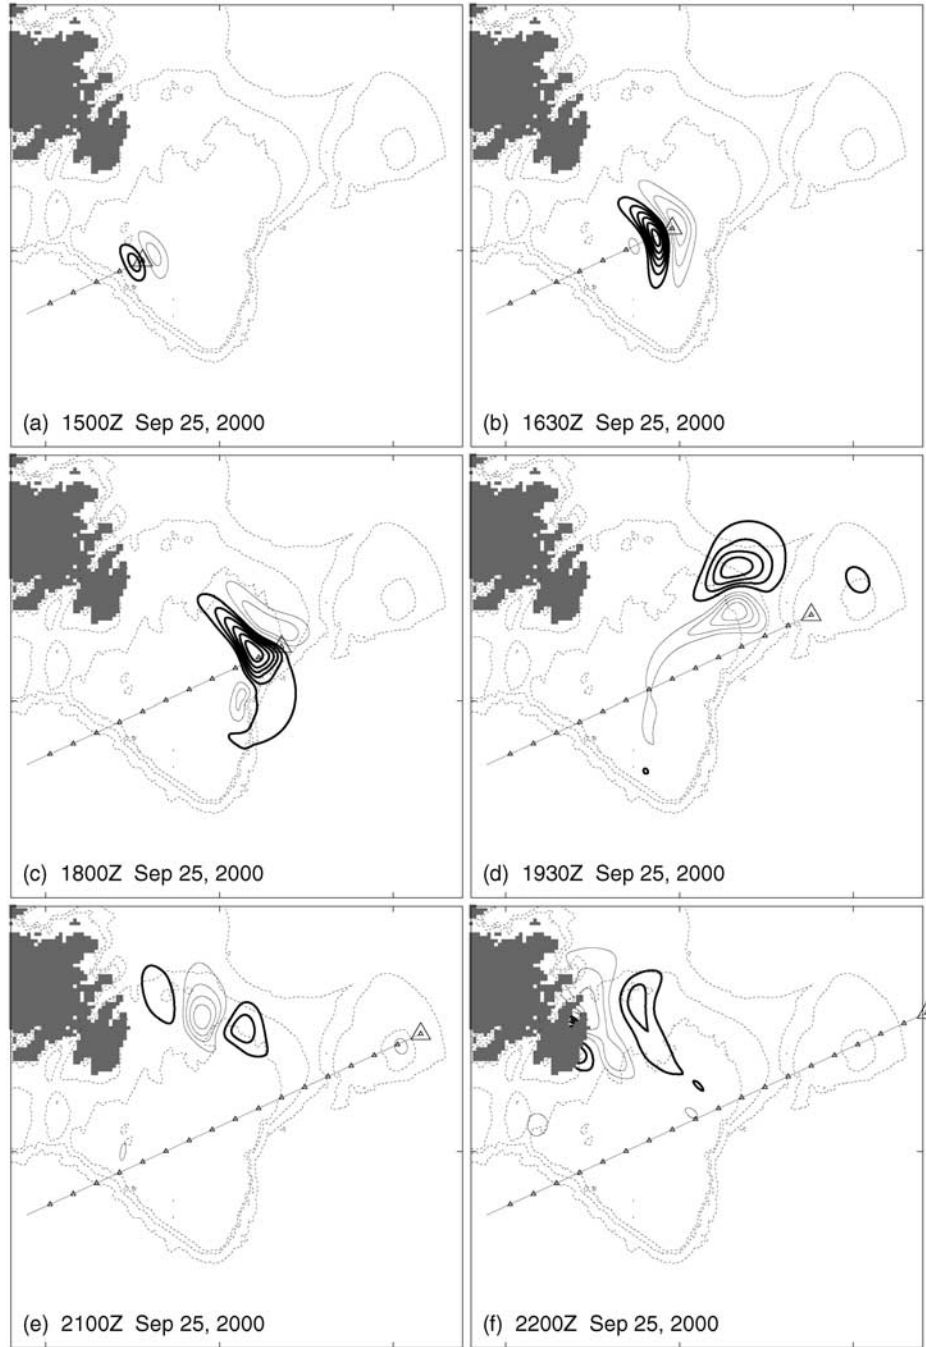 (a) 1500Z Sep 25, 2000
(b) 1630Z Sep 25, 2000
(c) 1800Z Sep 25, 2000
(d) 1930Z Sep 25, 2000
(e) 2100Z Sep 25, 2000
(f) 2200Z Sep 25, 2000